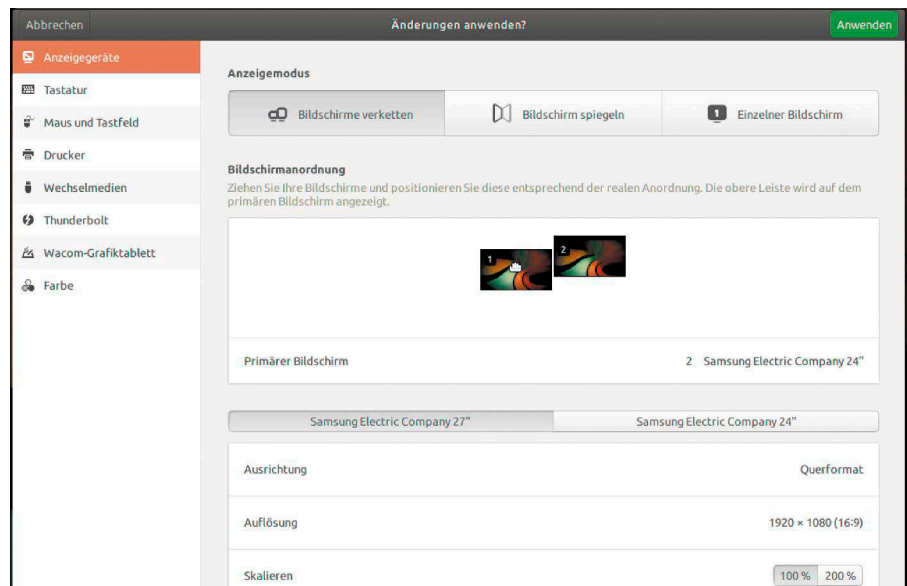 Abbrechen
Änderungen anwenden?
Anwenden
Anzeigegeräte
Tastatur
Maus und Tastfeld
Drucker
Wechselmedien
Thunderbolt
Wacom-Grafiktablett
Farbe
Anzeigemodus
Bildschirme verketten
Bildschirm spiegeln
1 Einzelner Bildschirm
Bildschirmanordnung
Ziehen Sie Ihre Bildschirme und positionieren Sie diese entsprechend der realen Anordnung. Die obere Leiste wird auf dem
primären Bildschirm angezeigt.
1
2
Primärer Bildschirm
2 Samsung Electric Company 24"
Samsung Electric Company 27"
Samsung Electric Company 24"
Ausrichtung
Querformat
Auflösung
1920 × 1080 (16:9)
Skalieren
100 % 200 %